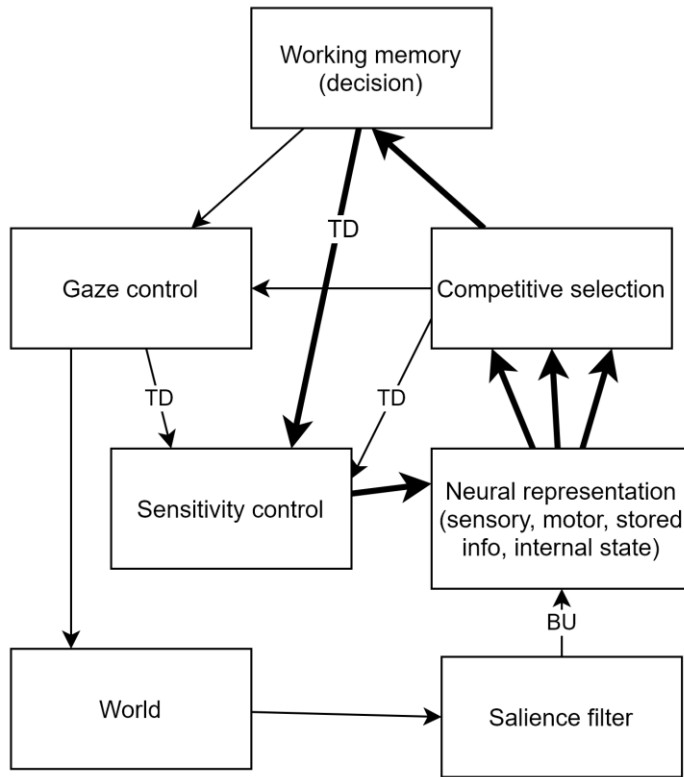 Working memory
(decision)
TD
Gaze control
Competitive selection
TD
TD
Sensitivity control
Neural representation
(sensory, motor, stored
info, internal state)
BU
World
Salience filter